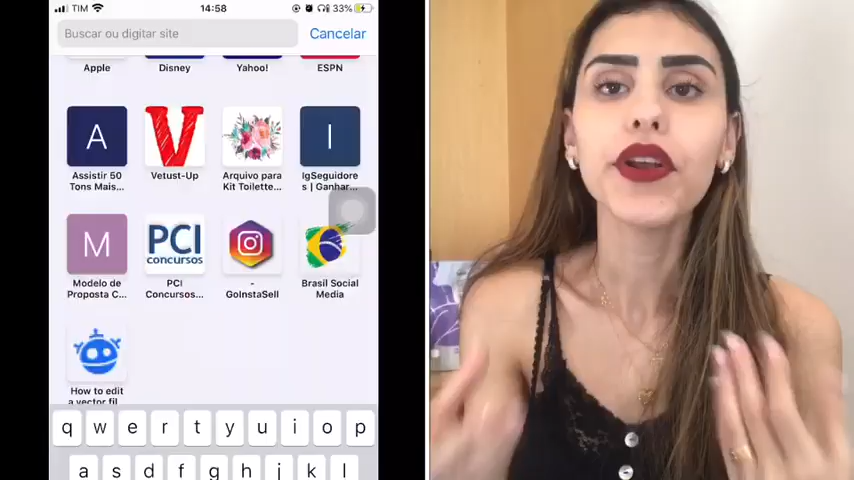 TIM 14:58 33%
Buscar ou digitar site Cancelar
Apple Disney Yahoo! ESPN
A V I
Assistir 50 Vetust-Up Arquivo para IgSeguidore
Tons Mais... Kit Toilette... s | Ganhar...
M PCI
concursos
Modelo de PCI - Brasil Social
Proposta C... Concursos... GoInstaSell Media
How to edit
a vector fil...
q w e r t y u i o p
a s d f g h j k l